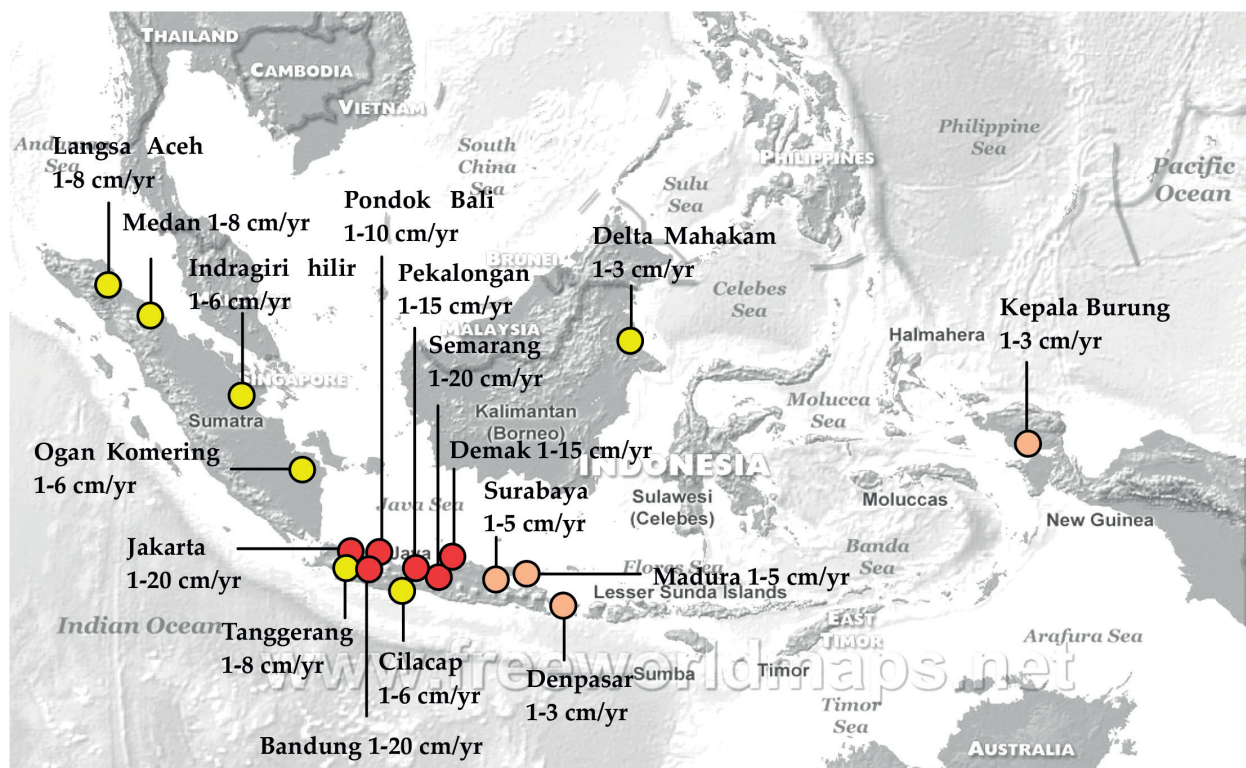 THAILAND
CAMBODIA
VIETNAM
Andaman
Sea
Langsa Aceh
1-8 cm/yr
South
China
Sea
Philippine
Sea
PHILIPPINES
Pacific
Ocean
Sulu
Sea
Medan 1-8 cm/yr
Pondok Bali
1-10 cm/yr
Delta Mahakam
1-3 cm/yr
Indragiri hilir
1-6 cm/yr
BRUNEI
Pekalongan
1-15 cm/yr
Celebes
Sea
Kepala Burung
1-3 cm/yr
MALAYSIA
Halmahera
Semarang
1-20 cm/yr
SINGAPORE
Sumatra
Kalimantan
(Borneo)
Molucca
Sea
Ogan Komering
1-6 cm/yr
Demak 1-15 cm/yr
INDONESIA
Java Sea
Surabaya
1-5 cm/yr
Sulawesi
(Celebes)
Moluccas
New Guinea
Jakarta
1-20 cm/yr
Java
Banda
Sea
Flores Sea
Madura 1-5 cm/yr
Lesser Sunda Islands
Indian Ocean
Tanggerang
1-8 cm/yr
EAST
TIMOR
Arafura Sea
Cilacap
1-6 cm/yr
www.freeworldmaps.net
Denpasar
1-3 cm/yr
Sumba
Timor
Timor
Sea
Bandung 1-20 cm/yr
AUSTRALIA